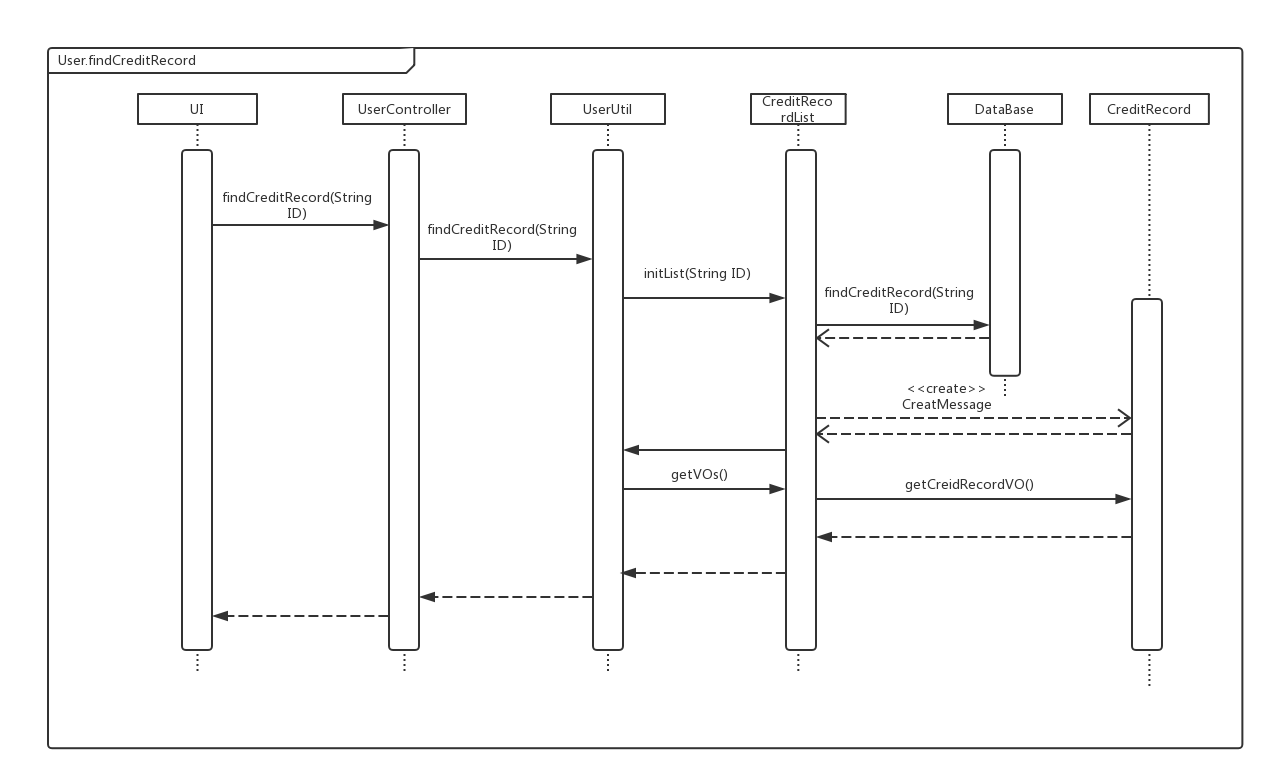 User.findCreditRecord
UI
UserController
UserUtil
CreditReco
rdList
DataBase
CreditRecord
findCreditRecord(String
ID)
findCreditRecord(String
ID)
initList(String ID)
findCreditRecord(String
ID)
<<create>>
CreatMessage
getVOs()
getCreidRecordVO()